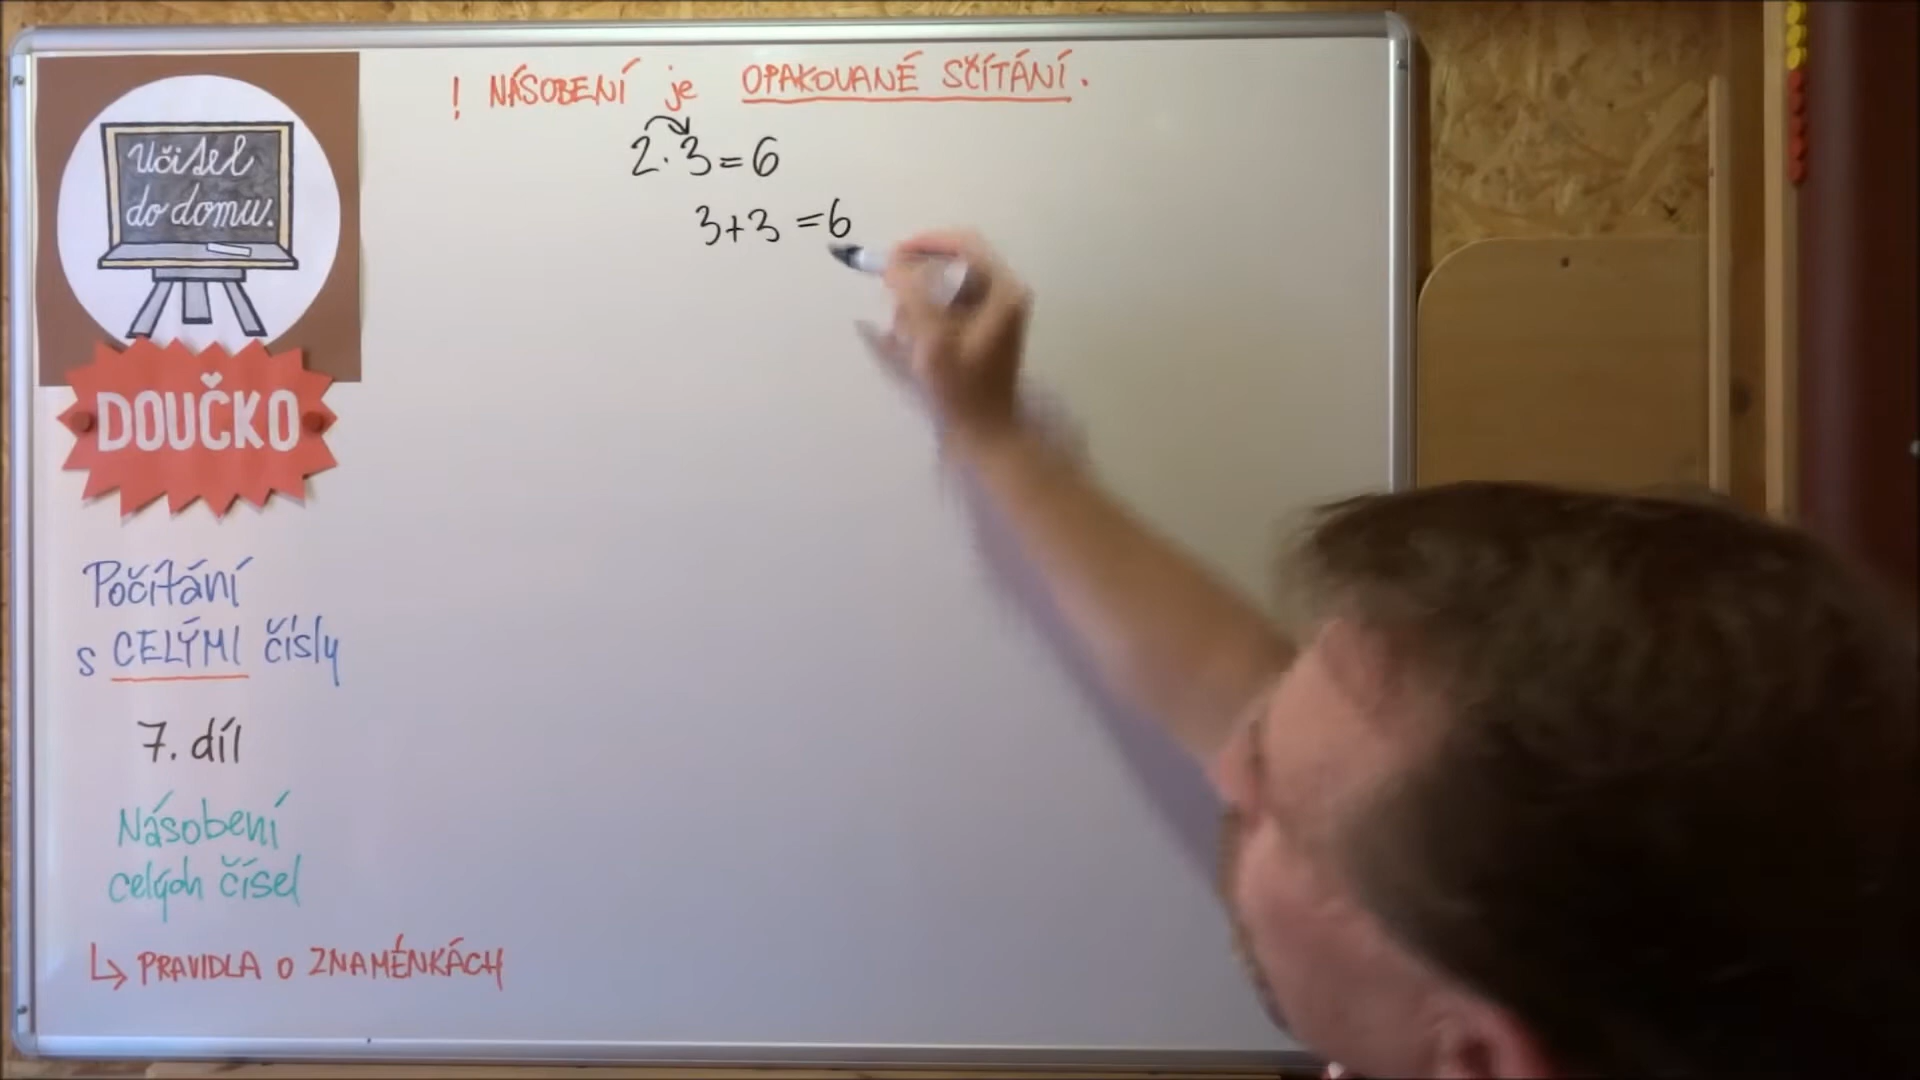 ! NÁSOBENÍ je OPAKOVANÉ SČÍTÁNÍ.
2·3=6
3+3=6
Učitel
do domu.
DOUČKO
Počítání
s CELÝMI čísly
7. díl
Násobení
celých čísel
↳ PRAVIDLA O ZNAMÉNKÁCH